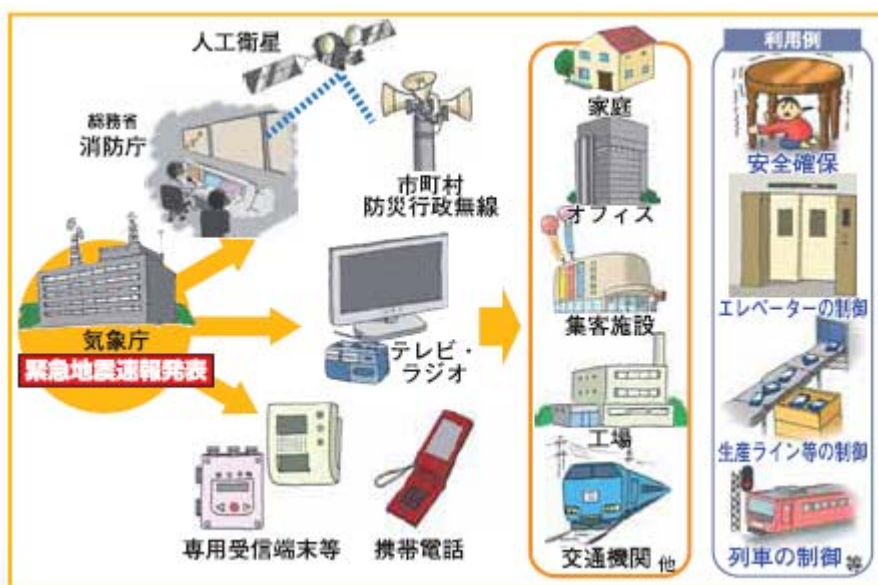 人工衛星
総務省
消防庁
市町村
防災行政無線
気象庁
緊急地震速報発表
テレビ・
ラジオ
専用受信端末等
携帯電話
家庭
オフィス
集客施設
工場
交通機関 他
利用例
安全確保
エレベーターの制御
生産ライン等の制御
列車の制御 等